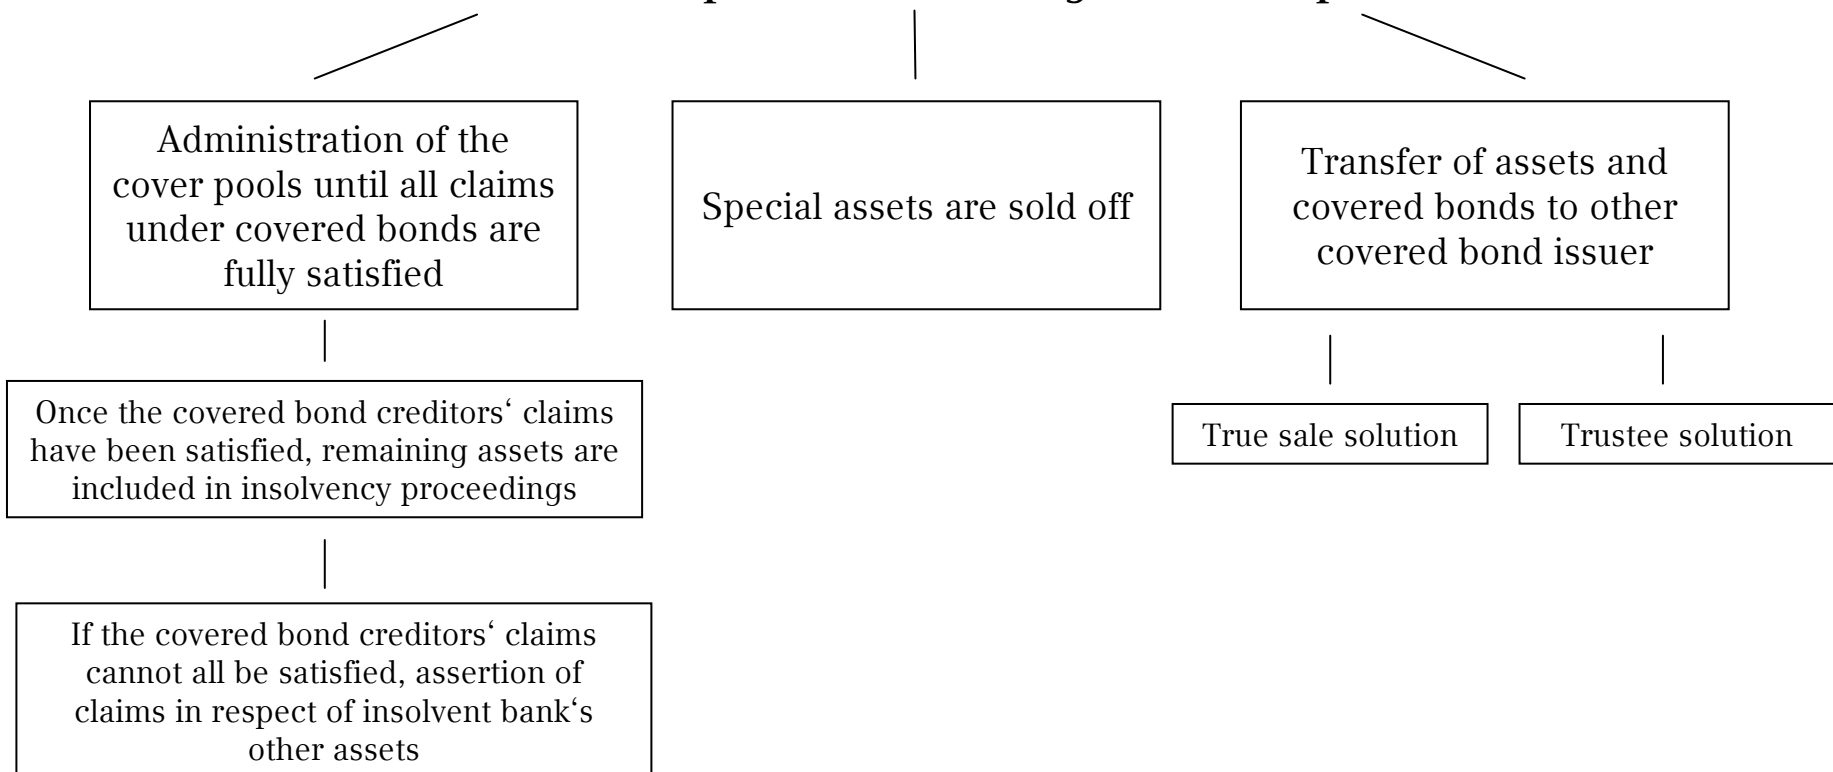 Administration of the
cover pools until all claims
under covered bonds are
fully satisfied
Special assets are sold off
Transfer of assets and
covered bonds to other
covered bond issuer
Once the covered bond creditors‘ claims
have been satisfied, remaining assets are
included in insolvency proceedings
True sale solution
Trustee solution
If the covered bond creditors‘ claims
cannot all be satisfied, assertion of
claims in respect of insolvent bank‘s
other assets